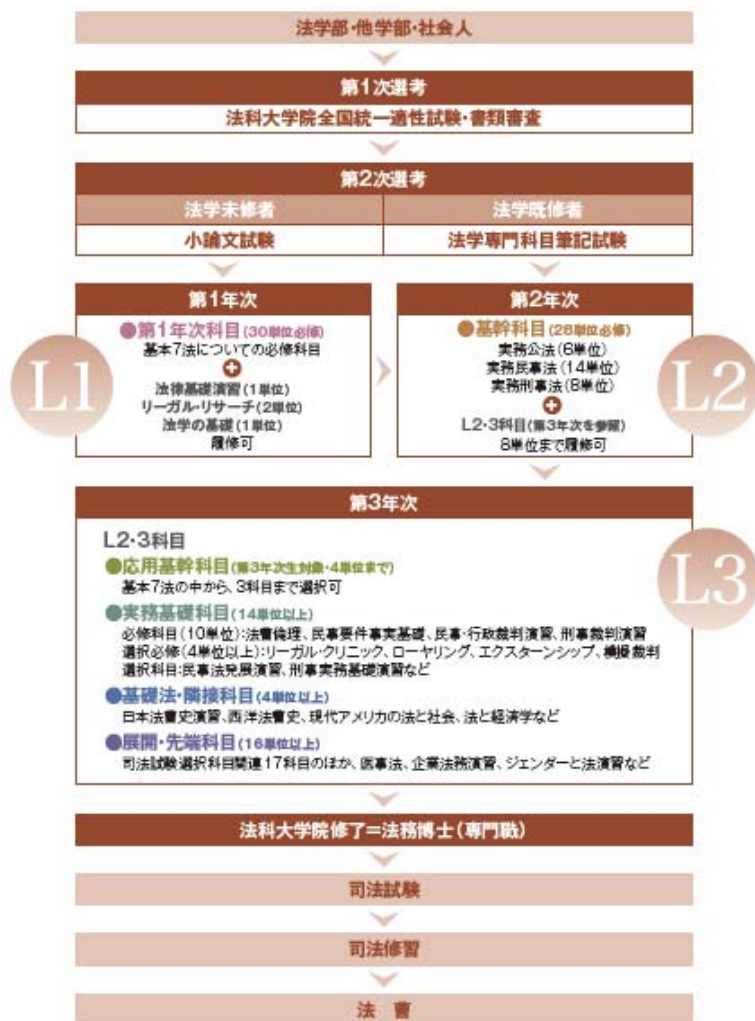 法学部・他学部・社会人
第1次選考
法科大学院全国統一適性試験・書類審査
第2次選考
法学未修者
法学既修者
小論文試験
法学専門科目筆記試験
L1
第1年次
●第1年次科目(30単位必修)
基本7法についての必修科目
+
法律基礎演習(1単位)
リーガル・リサーチ(2単位)
法学の基礎(1単位)
履修可
第2年次
●基幹科目(28単位必修)
実務公法(6単位)
実務民事法(14単位)
実務刑事法(8単位)
+
L2・3科目(第3年次を参照)
8単位まで履修可
L2
第3年次
L3
L2・3科目
●応用基幹科目(第3年次生対象・4単位まで)
基本7法の中から、3科目まで選択可
●実務基礎科目(14単位以上)
必修科目(10単位):法曹倫理、民事要件事実基礎、民事・行政裁判演習、刑事裁判演習
選択必修(4単位以上):リーガル・クリニック、ローヤリング、エクスターンシップ、模擬裁判
選択科目:民事法発展演習、刑事実務基礎演習など
●基礎法・隣接科目(4単位以上)
日本法曹史演習、西洋法曹史、現代アメリカの法と社会、法と経済学など
●展開・先端科目(16単位以上)
司法試験選択科目関連17科目のほか、医事法、企業法務演習、ジェンダーと法演習など
法科大学院修了=法務博士(専門職)
司法試験
司法修習
法 曹